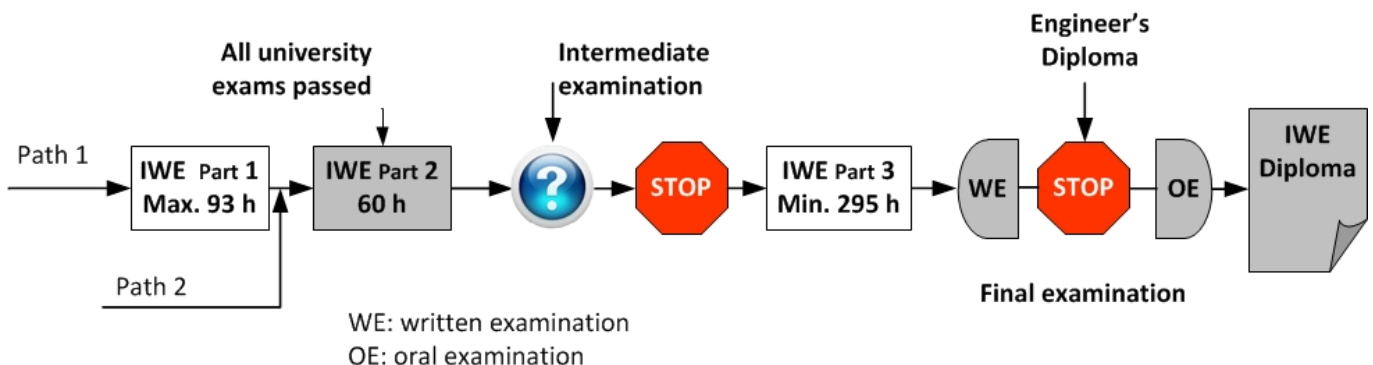 Engineer's
Diploma
All university
exams passed
Intermediate
examination
Path 1
IWE Part 1
Max. 93 h
IWE Part 2
60 h
?
STOP
IWE Part 3
Min. 295 h
WE
STOP
OE
IWE
Diploma
Path 2
Final examination
WE: written examination
OE: oral examination